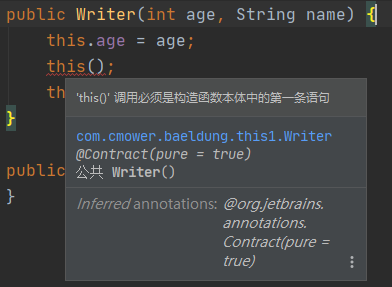 public Writer(int age, String name) {
this.age = age;
this();
th
'this()' 调用必须是构造函数本体中的第一条语句
}
com.cmower.baeldung.this1.Writer
@Contract(pure = true)
public
公共 Writer()
}
Inferred annotations: @org.jetbrains.
annotations.
Contract(pure =
true)